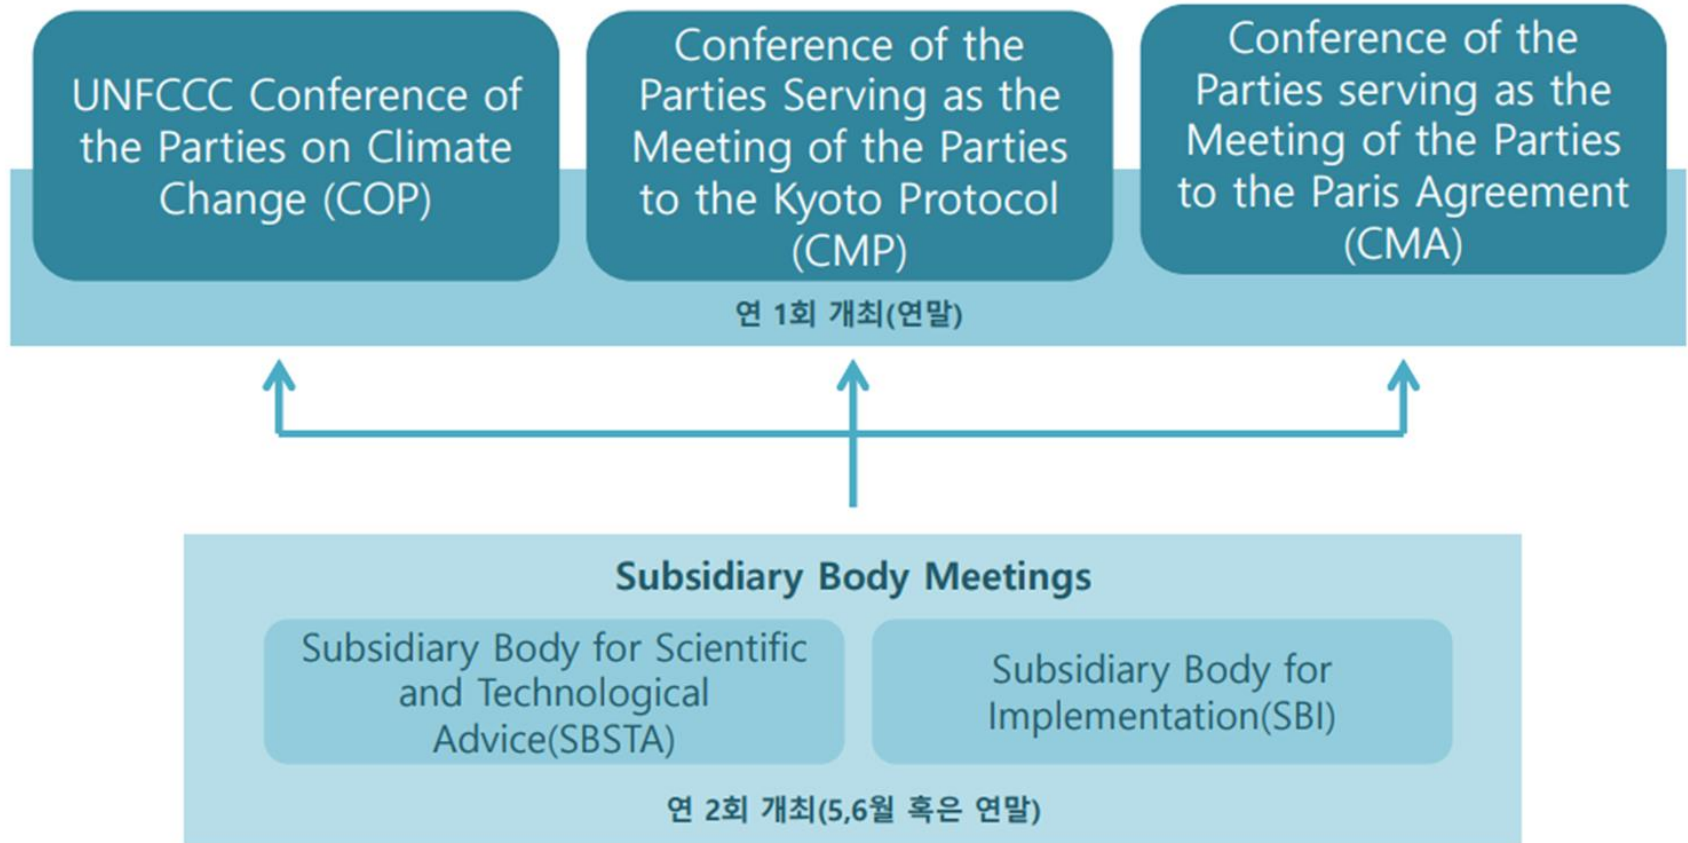 UNFCCC Conference of
the Parties on Climate
Change (COP)
Conference of the
Parties Serving as the
Meeting of the Parties
to the Kyoto Protocol
(CMP)
Conference of the
Parties serving as the
Meeting of the Parties
to the Paris Agreement
(CMA)
연 1회 개최(연말)
Subsidiary Body Meetings
Subsidiary Body for Scientific
and Technological
Advice(SBSTA)
Subsidiary Body for
Implementation(SBI)
연 2회 개최(5,6월 혹은 연말)